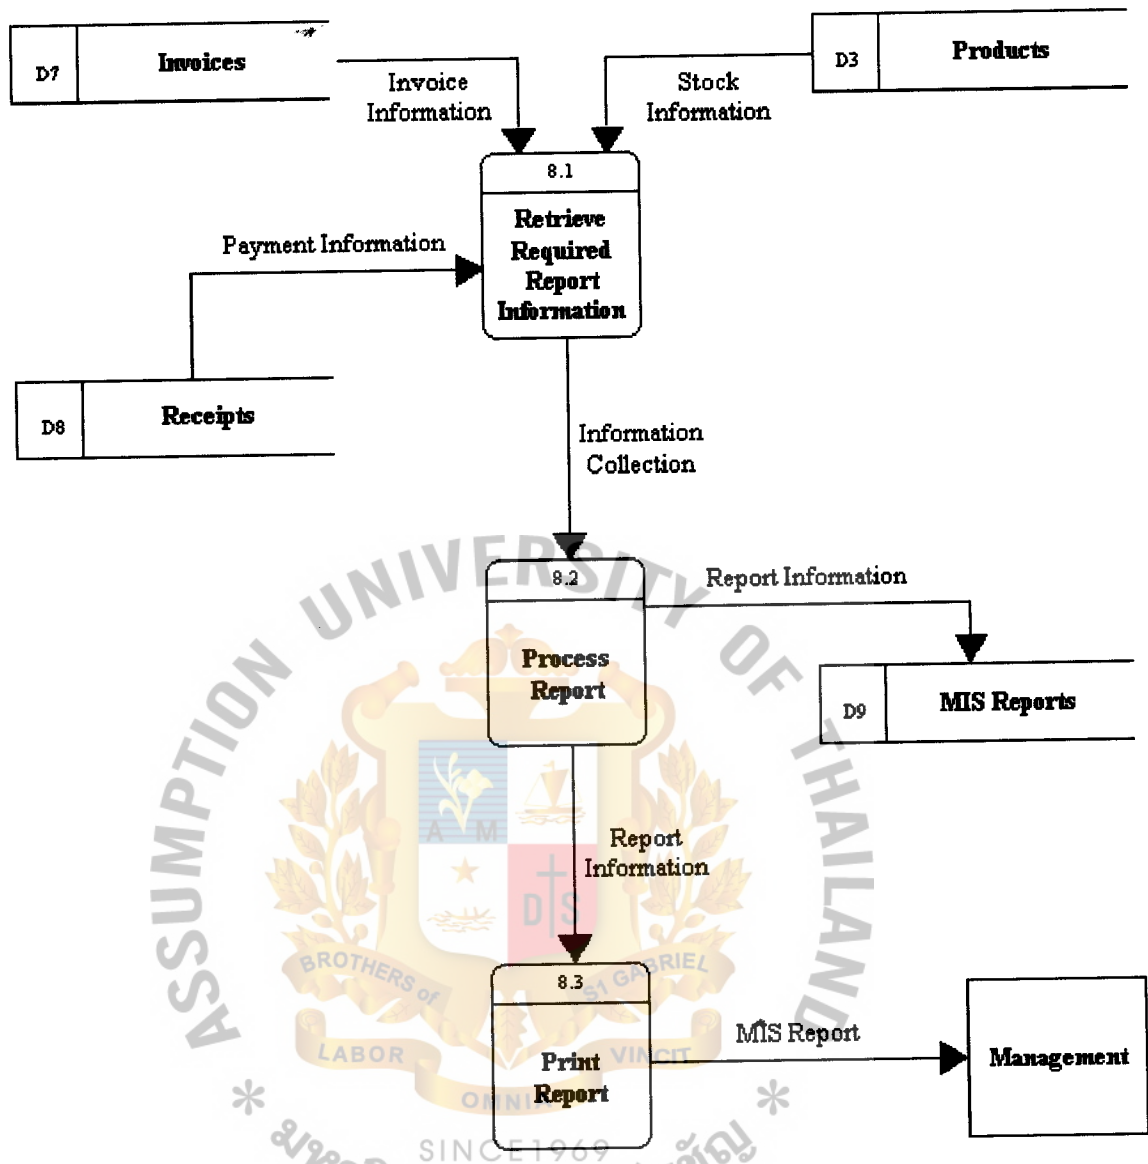 D7
Invoices
Invoice
Information
Stock
Information
D3
Products
8.1
Retrieve
Required
Report
Information
Payment Information
D8
Receipts
Information
Collection
8.2
Process
Report
Report Information
D9
MIS Reports
Report
Information
8.3
Print
Report
MIS Report
Management
ASSUMPTION UNIVERSITY OF THAILAND
A M
D S
BROTHERS of
ST GABRIEL
LABOR
VINCIT
OMNIA
SINCE1969